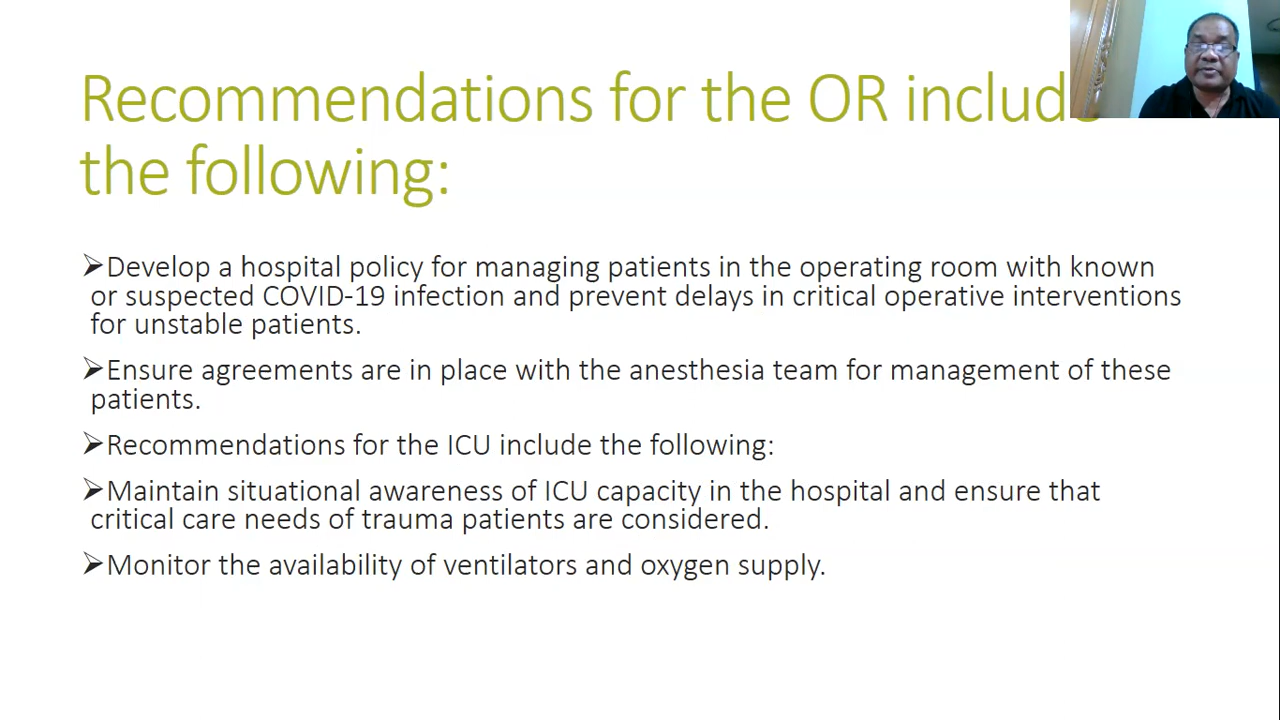 Recommendations for the OR include
the following:
➢Develop a hospital policy for managing patients in the operating room with known
or suspected COVID-19 infection and prevent delays in critical operative interventions
for unstable patients.
➢Ensure agreements are in place with the anesthesia team for management of these
patients.
➢Recommendations for the ICU include the following:
➢Maintain situational awareness of ICU capacity in the hospital and ensure that
critical care needs of trauma patients are considered.
➢Monitor the availability of ventilators and oxygen supply.